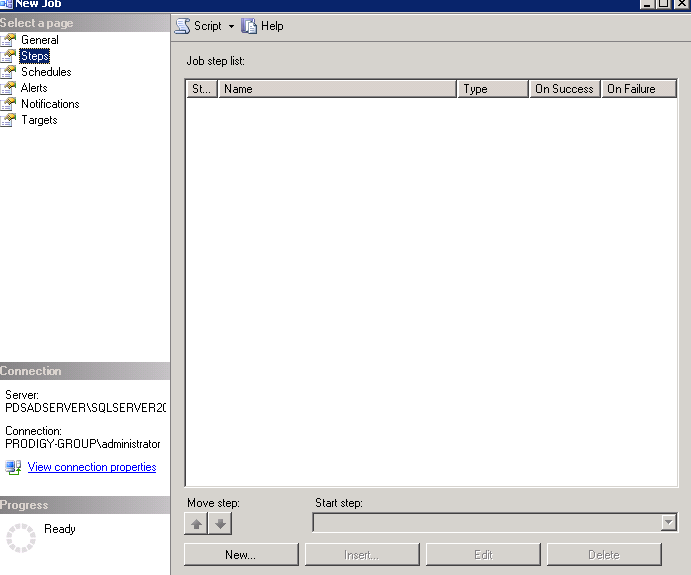 New Job
Select a page
General
Steps
Schedules
Alerts
Notifications
Targets
Script
Help
Job step list:
St... Name Type On Success On Failure
Connection
Server:
PDSADSERVER\SQLSERVER20
Connection:
PRODIGY-GROUP\administrator
View connection properties
Progress
Ready
Move step:
Start step:
New...
Insert...
Edit
Delete